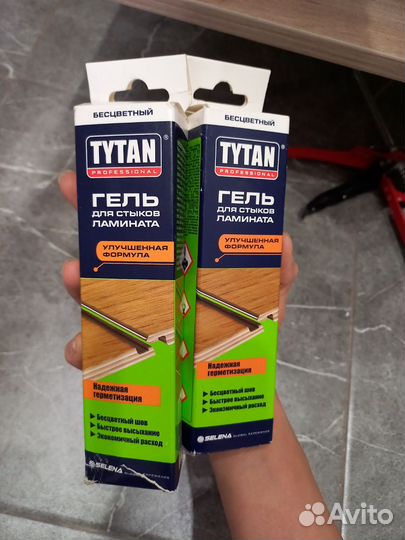 БЕСЦВЕТНЫЙ
TYTAN
PROFESSIONAL
ГЕЛЬ
ДЛЯ СТЫКОВ
ЛАМИНАТА
УЛУЧШЕННАЯ
ФОРМУЛА
Надежная
герметизация
Бесцветный шов
Быстрое высыхание
Экономичный расход
SELENA
БЕСЦВЕТНЫЙ
TYTAN
PROFESSIONAL
ГЕЛЬ
ДЛЯ СТЫКОВ
ЛАМИНАТА
УЛУЧШЕННАЯ
ФОРМУЛА
Надежная
герметизация
Бесцветный шов
Быстрое высыхание
Экономичный расход
SELENA
Avito